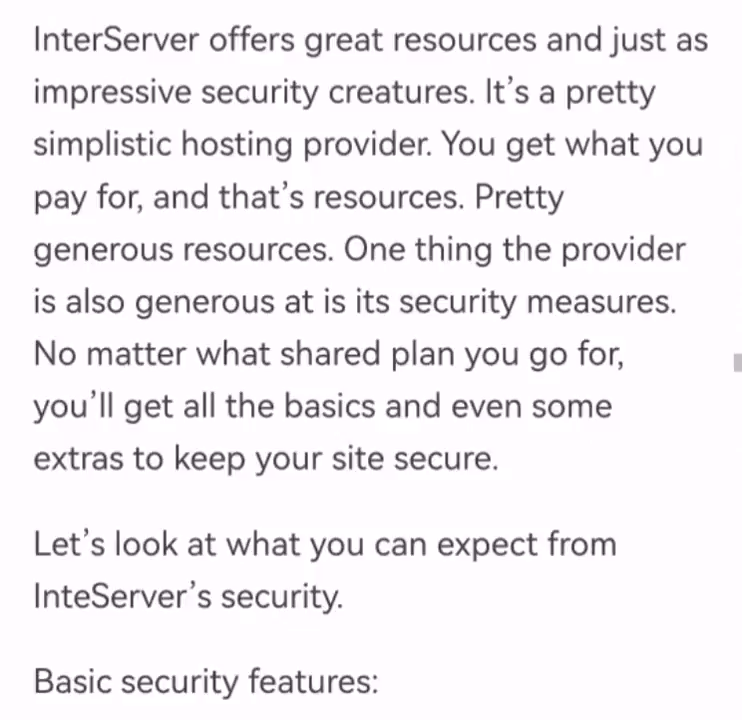 InterServer offers great resources and just as
impressive security creatures. It’s a pretty
simplistic hosting provider. You get what you
pay for, and that’s resources. Pretty
generous resources. One thing the provider
is also generous at is its security measures.
No matter what shared plan you go for,
you’ll get all the basics and even some
extras to keep your site secure.
Let’s look at what you can expect from
InteServer’s security.
Basic security features: